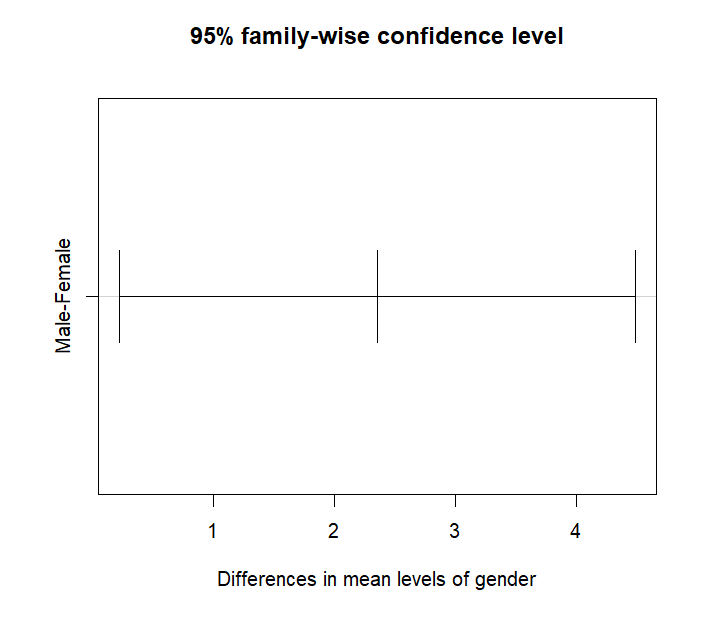 95% family-wise confidence level
Male-Female
1 2 3 4
Differences in mean levels of gender